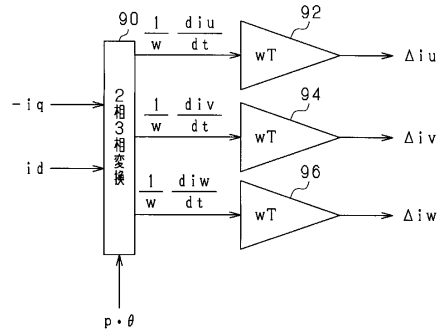 90
1/w diu/dt
92
wT
Δiu
-iq
2相3相変換
1/w div/dt
94
wT
Δiv
id
1/w diw/dt
96
wT
Δiw
p・θ